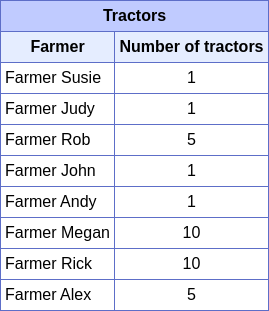 Tractors
Farmer Number of tractors
Farmer Susie 1
Farmer Judy 1
Farmer Rob 5
Farmer John 1
Farmer Andy 1
Farmer Megan 10
Farmer Rick 10
Farmer Alex 5